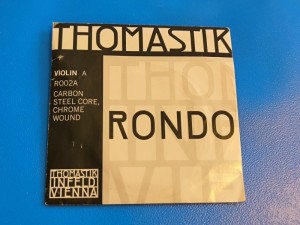 THOMASTIK
VIOLIN A
RO02A
CARBON
STEEL CORE,
CHROME
WOUND
RONDO
THOMASTIK
INFELD
VIENNA